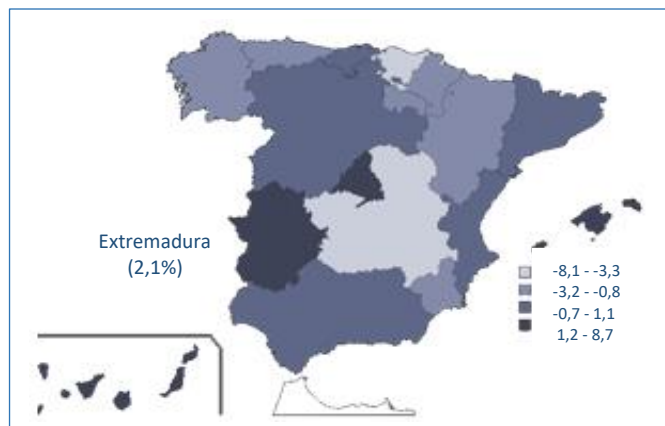 Extremadura
(2,1%)
-8,1 - -3,3
-3,2 - -0,8
-0,7 - 1,1
1,2 - 8,7